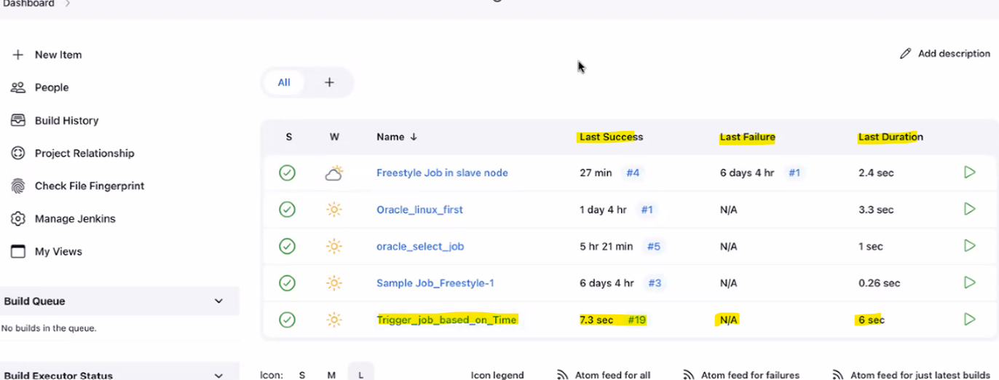 Dashboard
New Item
People
Build History
Project Relationship
Check File Fingerprint
Manage Jenkins
My Views
Build Queue
No builds in the queue.
Build Executor Status
Add description
All +
S W Name ↓ Last Success Last Failure Last Duration
Freestyle Job in slave node 27 min #4 6 days 4 hr #1 2.4 sec
Oracle_linux_first 1 day 4 hr #1 N/A 3.3 sec
oracle_select_job 5 hr 21 min #5 N/A 1 sec
Sample Job_Freestyle-1 6 days 4 hr #3 N/A 0.26 sec
Trigger_job_based_on_Time 7.3 sec #19 N/A 6 sec
Icon: S M L Icon legend Atom feed for all Atom feed for failures Atom feed for just latest builds